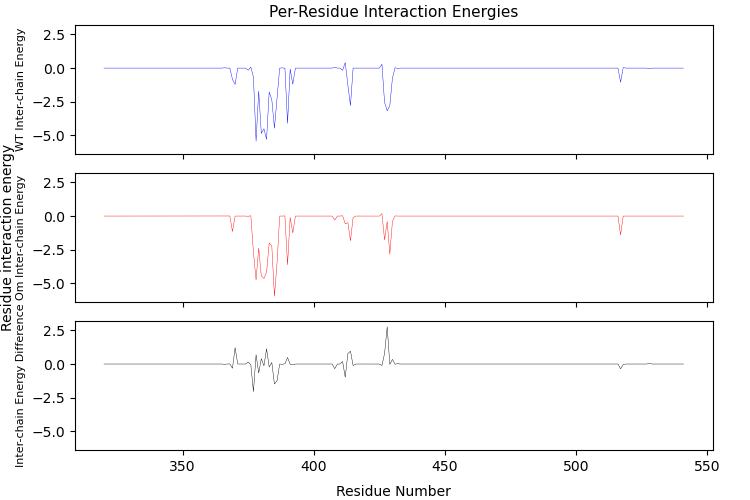 Per-Residue Interaction Energies
Residue interaction energy
WT Inter-chain Energy
2.5
0.0
−2.5
−5.0
Om Inter-chain Energy
2.5
0.0
−2.5
−5.0
Inter-chain Energy Difference
2.5
0.0
−2.5
−5.0
350
400
450
500
550
Residue Number